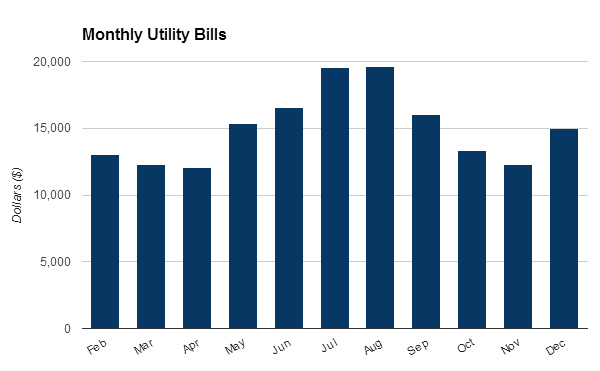 Monthly Utility Bills
20,000
15,000
10,000
5,000
0
Dollars ($)
Feb Mar Apr May Jun Jul Aug Sep Oct Nov Dec